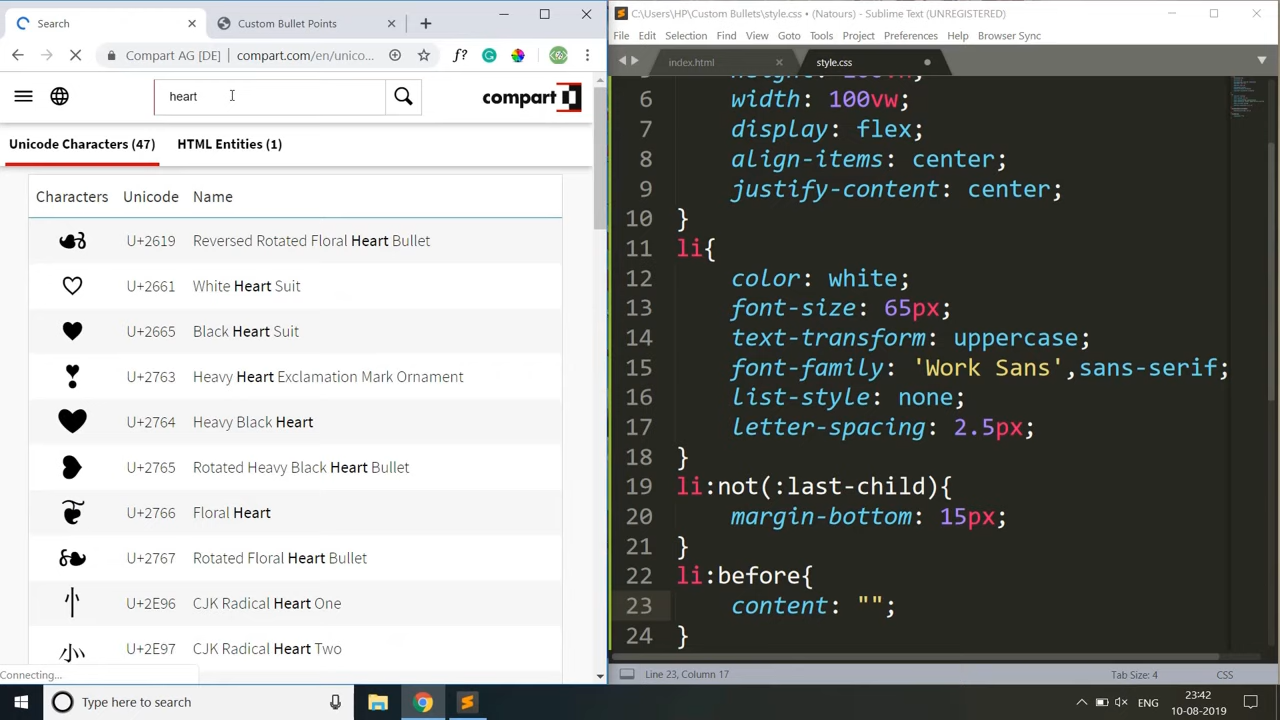 Search
Custom Bullet Points
Compart AG [DE] | compart.com/en/unico...
f?
heart
compart
Unicode Characters (47)
HTML Entities (1)
Characters Unicode Name
U+2619 Reversed Rotated Floral Heart Bullet
U+2661 White Heart Suit
U+2665 Black Heart Suit
U+2763 Heavy Heart Exclamation Mark Ornament
U+2764 Heavy Black Heart
U+2765 Rotated Heavy Black Heart Bullet
U+2766 Floral Heart
U+2767 Rotated Floral Heart Bullet
U+2E96 CJK Radical Heart One
U+2E97 CJK Radical Heart Two
Connecting...
C:\Users\HP\Custom Bullets\style.css • (Natours) - Sublime Text (UNREGISTERED)
File Edit Selection Find View Goto Tools Project Preferences Help Browser Sync
index.html
style.css
6 width: 100vw;
7 display: flex;
8 align-items: center;
9 justify-content: center;
10 }
11 li{
12 color: white;
13 font-size: 65px;
14 text-transform: uppercase;
15 font-family: 'Work Sans',sans-serif;
16 list-style: none;
17 letter-spacing: 2.5px;
18 }
19 li:not(:last-child){
20 margin-bottom: 15px;
21 }
22 li:before{
23 content: "";
24 }
Line 23, Column 17
Tab Size: 4
CSS
Type here to search
ENG
23:42
10-08-2019